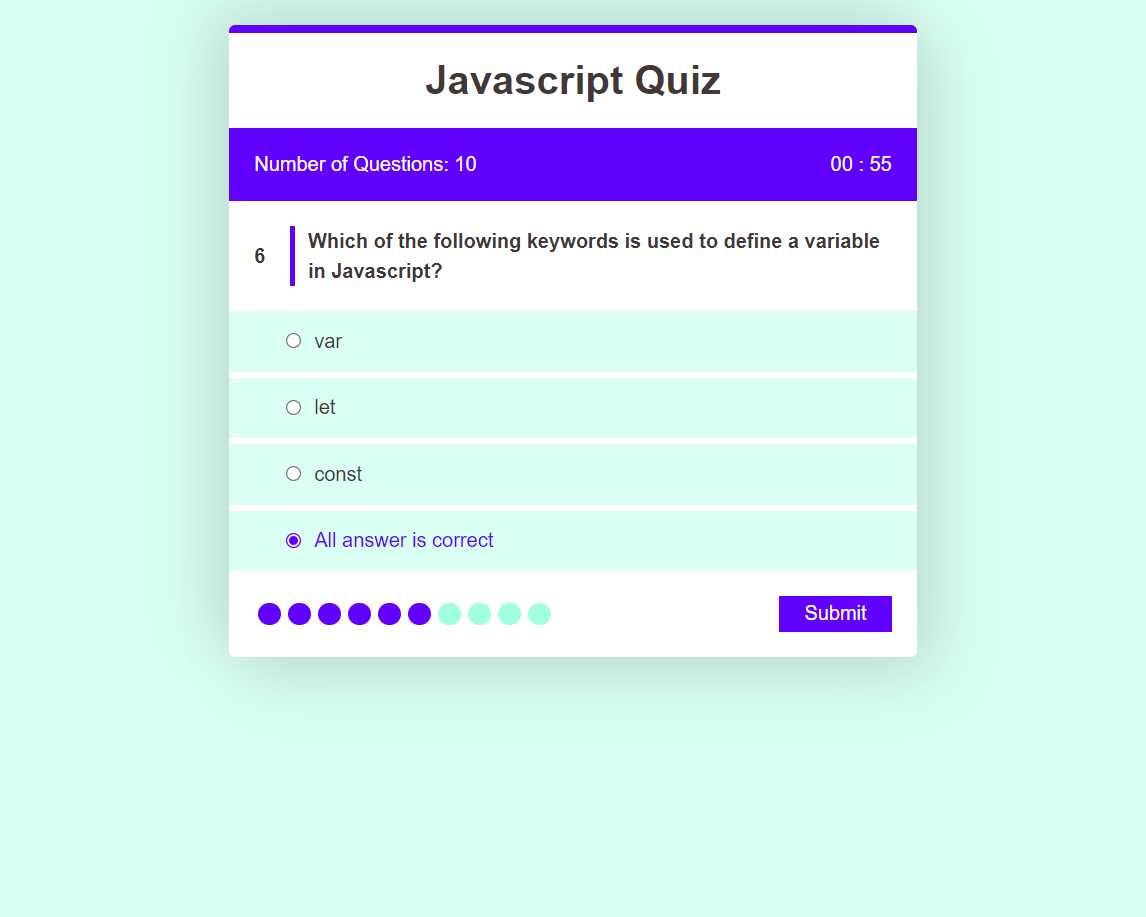 Javascript Quiz
Number of Questions: 10
00 : 55
6
Which of the following keywords is used to define a variable
in Javascript?
var
let
const
All answer is correct
Submit